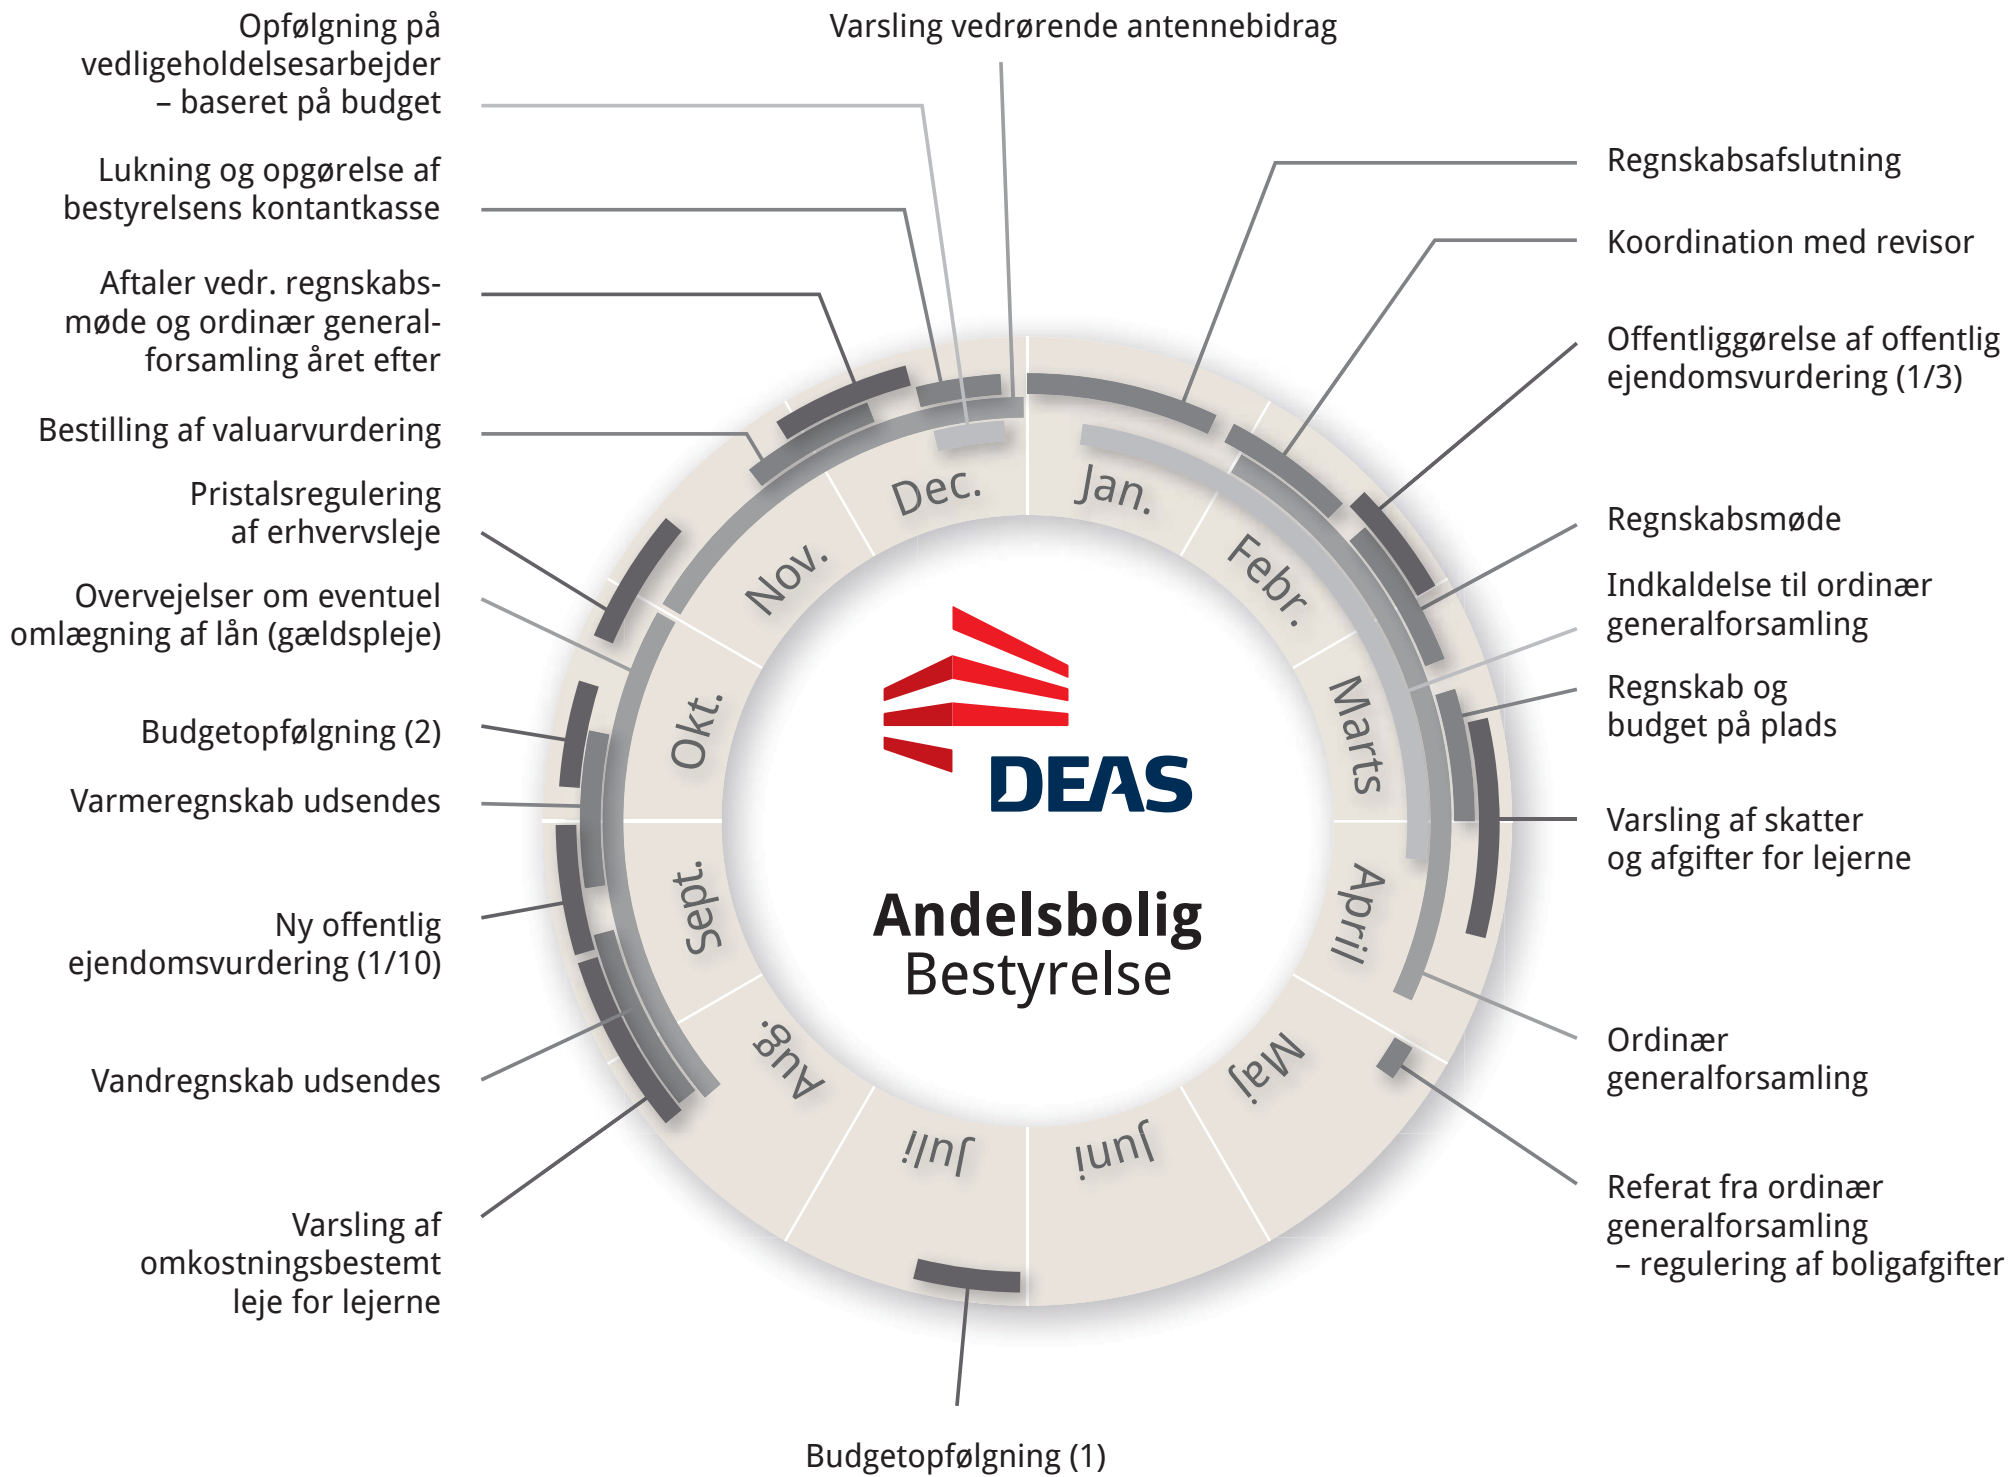 Varsling vedrørende antennebidrag
Regnskabsafslutning
Koordination med revisor
Offentliggørelse af offentlig
ejendomsvurdering (1/3)
Regnskabsmøde
Indkaldelse til ordinær
generalforsamling
Regnskab og
budget på plads
Varsling af skatter
og afgifter for lejerne
Ordinær
generalforsamling
Referat fra ordinær
generalforsamling
– regulering af boligafgifter
Budgetopfølgning (1)
Varsling af
omkostningsbestemt
leje for lejerne
Vandregnskab udsendes
Ny offentlig
ejendomsvurdering (1/10)
Varmeregnskab udsendes
Budgetopfølgning (2)
Overvejelser om eventuel
omlægning af lån (gældspleje)
Pristalsregulering
af erhvervsleje
Bestilling af valuarvurdering
Aftaler vedr. regnskabs-
møde og ordinær general-
forsamling året efter
Lukning og opgørelse af
bestyrelsens kontantkasse
Opfølgning på
vedligeholdelsesarbejder
– baseret på budget
Jan.
Febr.
Marts
April
Maj
Juni
Juli
Aug.
Sept.
Okt.
Nov.
Dec.
DEAS
Andelsbolig
Bestyrelse